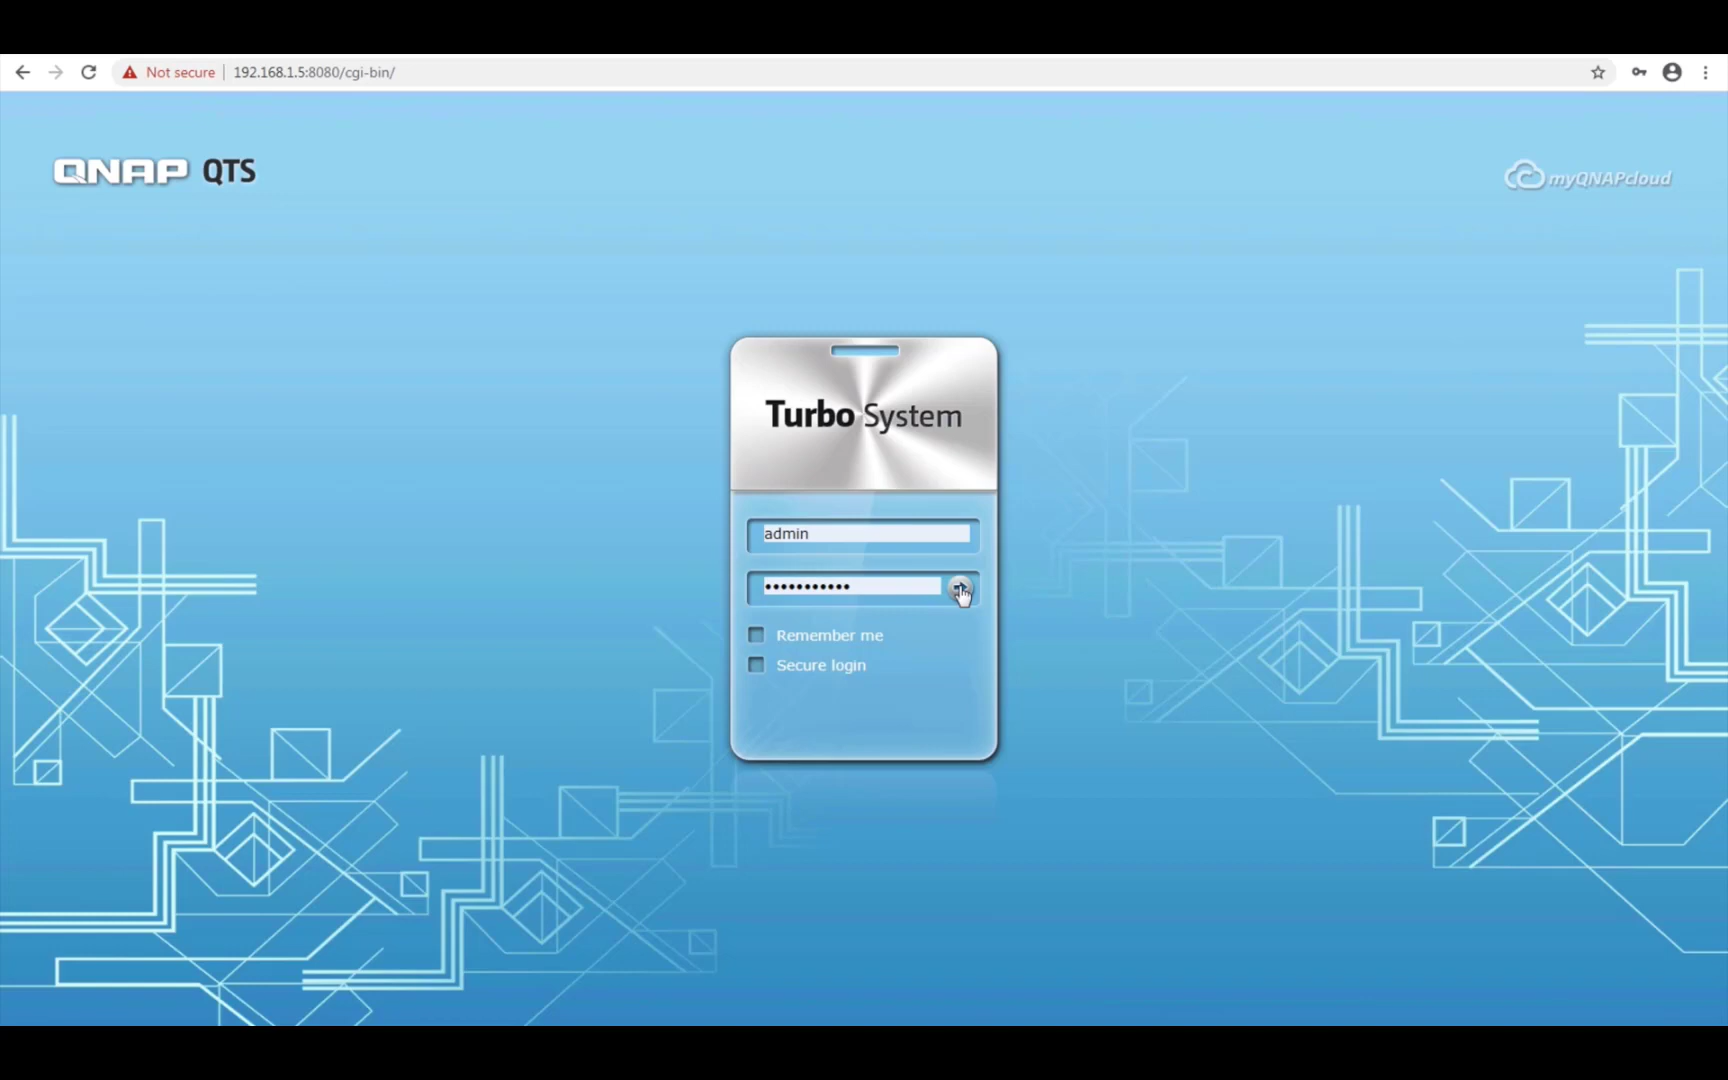 Not secure | 192.168.1.5:8080/cgi-bin/
QNAP QTS
myQNAPcloud
Turbo System
admin
•••••••••••
Remember me
Secure login